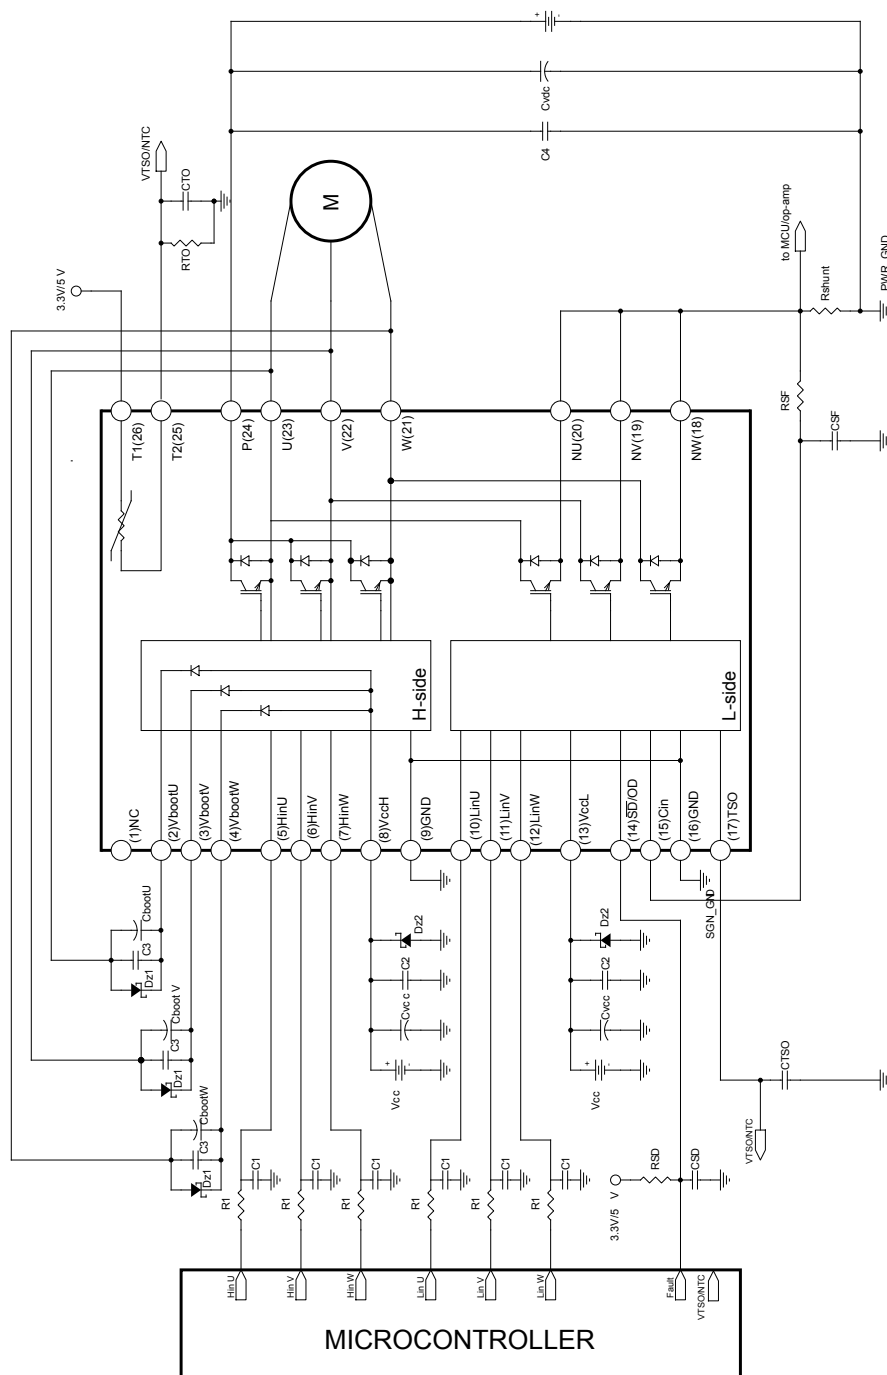 Cvdc
C4
VTSO/NTC
CTO
RTO
M
3.3V/5 V
to MCU/op-amp
Rshunt
PWR_GND
RSF
CSF
T1(26)
T2(25)
P(24)
U(23)
V(22)
W(21)
NU(20)
NV(19)
NW(18)
H-side
L-side
(1)NC
(2)VbootU
(3)VbootV
(4)VbootW
(5)HinU
(6)HinV
(7)HinW
(8)VccH
(9)GND
(10)LinU
(11)LinV
(12)LinW
(13)VccL
(14)SD/OD
(15)Cin
(16)GND
(17)TSO
SGN_GND
CbootU
C3
Dz1
Cboot V
C3
Dz1
CbootW
C3
Dz1
Dz2
C2
Cvc c
Vcc
+
-
Dz2
C2
Cvcc
Vcc
+
-
CTSO
VTSO/NTC
R1
C1
R1
C1
R1
C1
R1
C1
R1
C1
R1
C1
3.3V/5 V
RSD
CSD
Hin U
Hin V
Hin W
Lin U
Lin V
Lin W
Fault
VTSO/NTC
MICROCONTROLLER
+
-